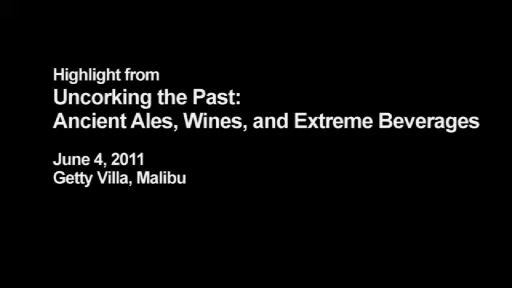 Highlight from
Uncorking the Past:
Ancient Ales, Wines, and Extreme Beverages
June 4, 2011
Getty Villa, Malibu